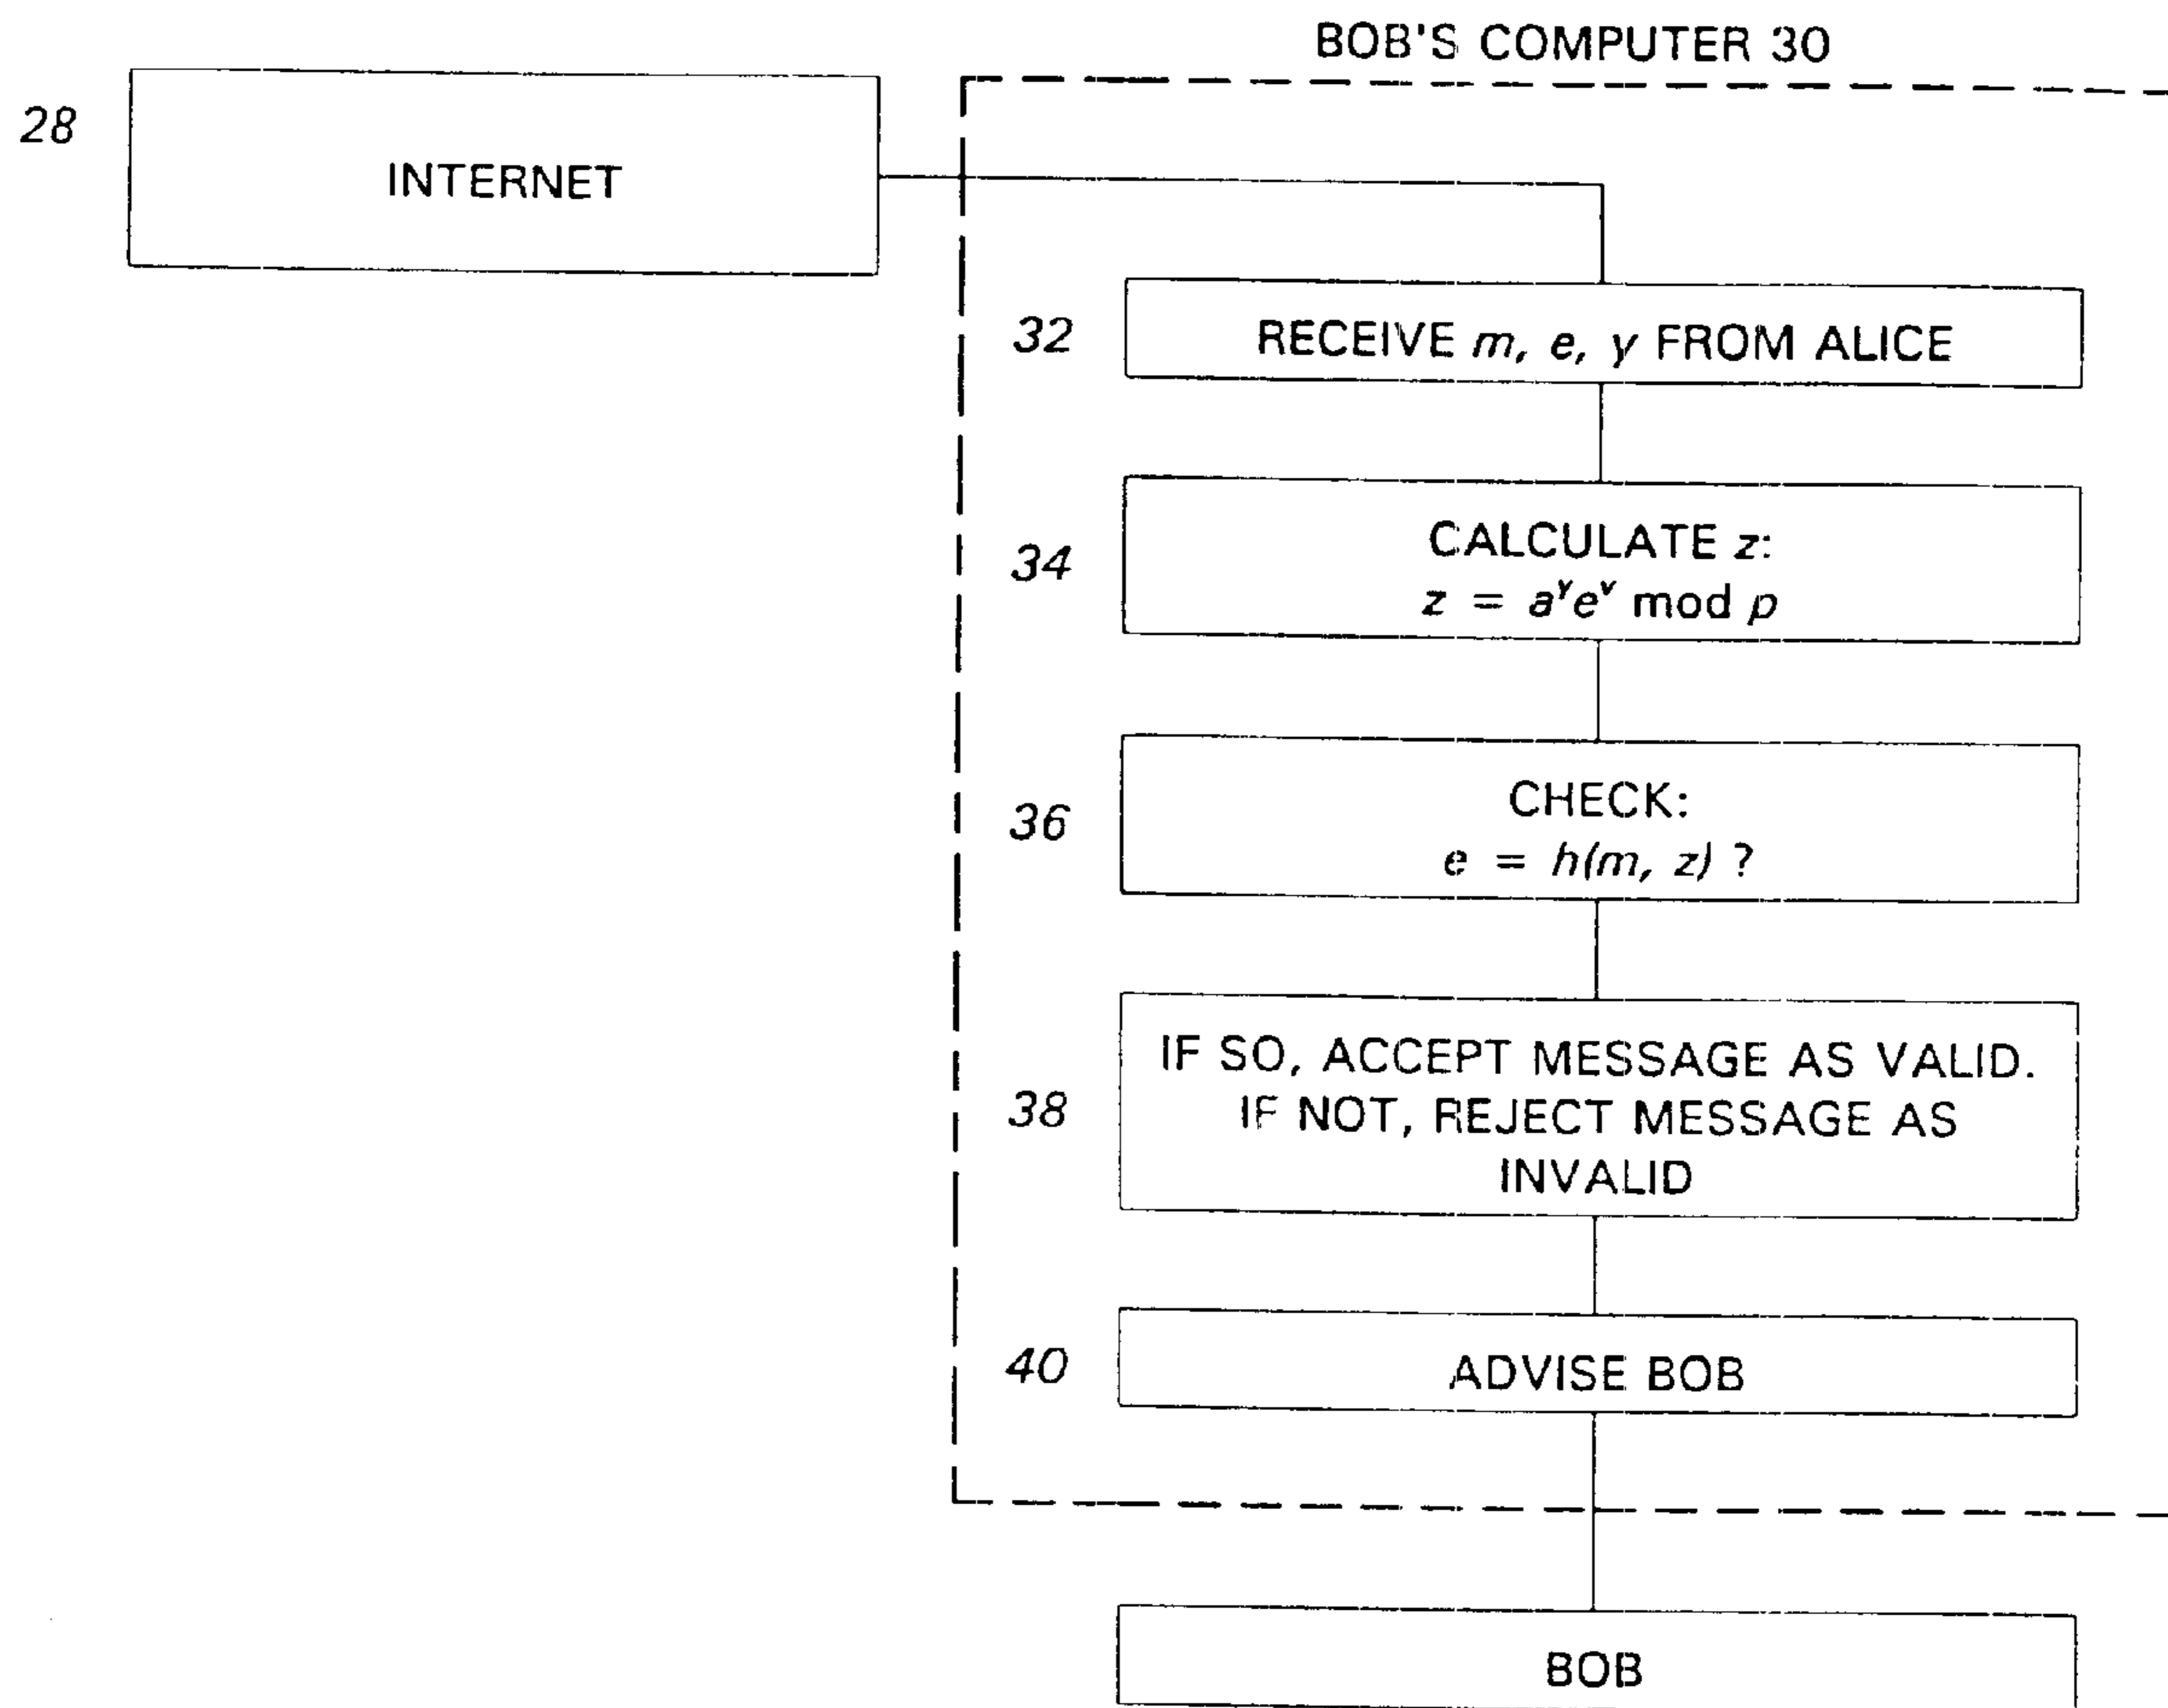 BOB'S COMPUTER 30
28
INTERNET
32
RECEIVE m, e, y FROM ALICE
34
CALCULATE z:
z = aʸeᵛ mod p
36
CHECK:
e = h(m, z) ?
38
IF SO, ACCEPT MESSAGE AS VALID.
IF NOT, REJECT MESSAGE AS
INVALID
40
ADVISE BOB
BOB